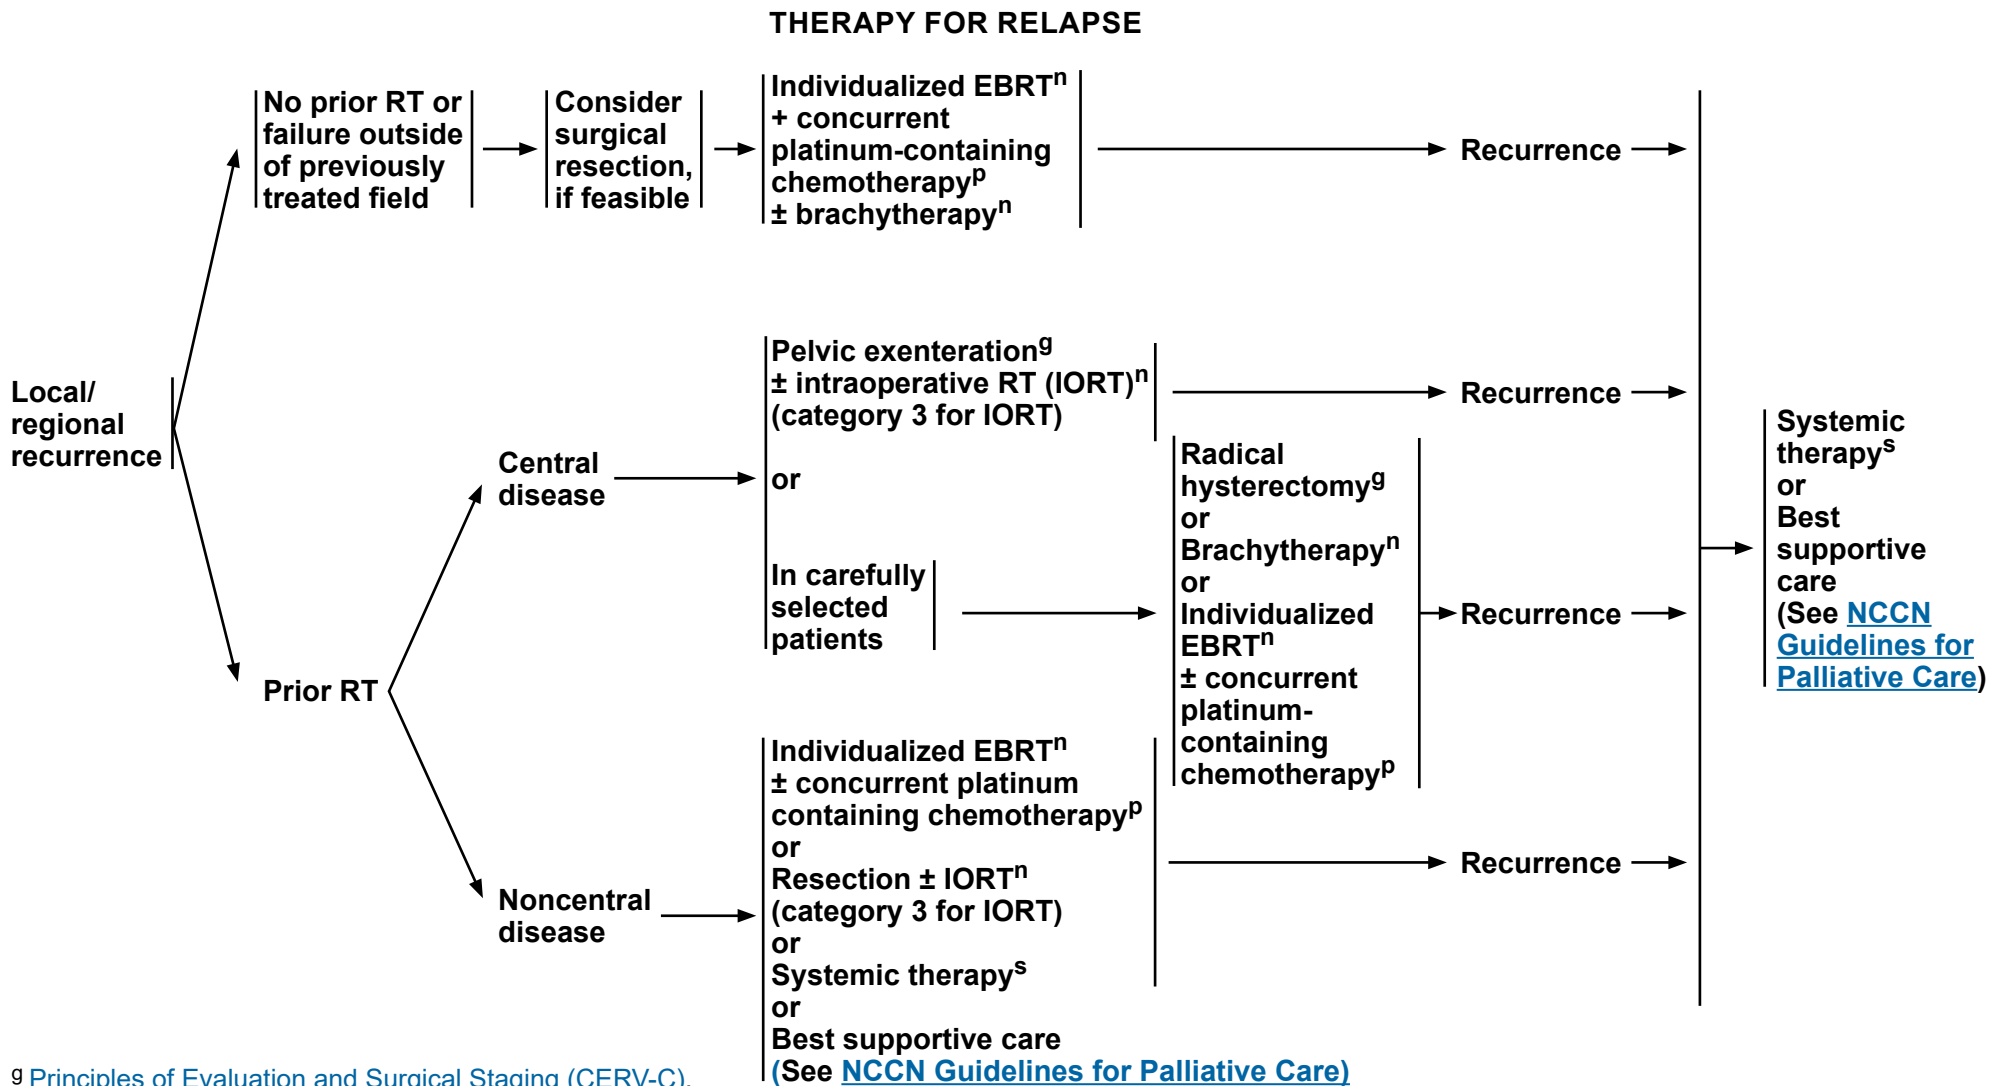 THERAPY FOR RELAPSE
Local/
regional
recurrence
No prior RT or
failure outside
of previously
treated field
Consider
surgical
resection,
if feasible
Individualized EBRTⁿ
+ concurrent
platinum-containing
chemotherapyᵖ
± brachytherapyⁿ
Recurrence
Prior RT
Central
disease
Pelvic exenterationᵍ
± intraoperative RT (IORT)ⁿ
(category 3 for IORT)
Recurrence
or
In carefully
selected
patients
Radical
hysterectomyᵍ
or
Brachytherapyⁿ
or
Individualized
EBRTⁿ
± concurrent
platinum-
containing
chemotherapyᵖ
Recurrence
Noncentral
disease
Individualized EBRTⁿ
± concurrent platinum
containing chemotherapyᵖ
or
Resection ± IORTⁿ
(category 3 for IORT)
or
Systemic therapyˢ
or
Best supportive care
(See NCCN Guidelines for Palliative Care)
Recurrence
Systemic
therapyˢ
or
Best
supportive
care
(See NCCN
Guidelines for
Palliative Care)
ᵍ Principles of Evaluation and Surgical Staging (CERV-C).